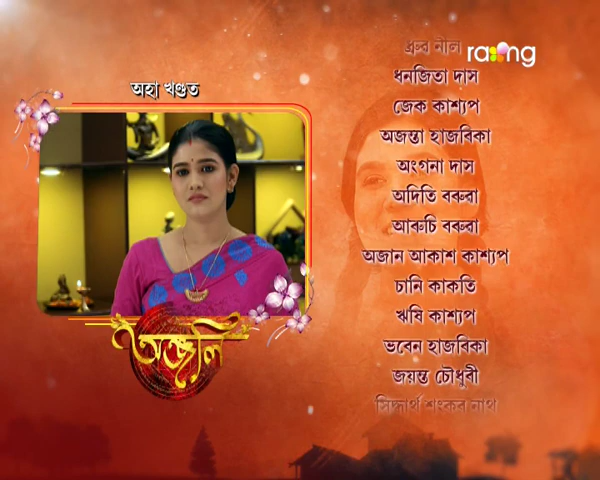 ধ্ৰুৱ নীল
rang
অহা খণ্ডত
ধনজিতা দাস
জেক কাশ্যপ
অজন্তা হাজৰিকা
অংগনা দাস
অদিতি বৰুৱা
আৰুচি বৰুৱা
অজান আকাশ কাশ্যপ
চানি কাকতি
ঋষি কাশ্যপ
ভবেন হাজৰিকা
জয়ন্ত চৌধুৰী
সিদ্ধাৰ্থ শংকৰ নাথ
অঞ্জলি